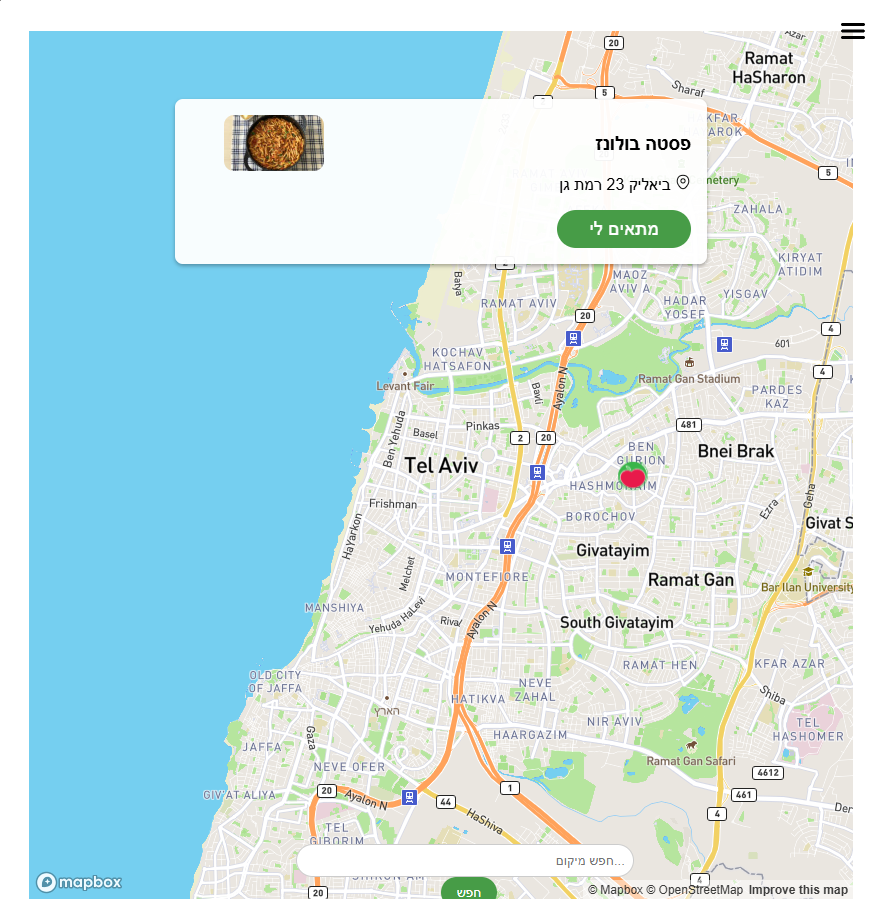 פסטה בולונז
ביאליק 23 רמת גן
מתאים לי
Ramat
HaSharon
Sharaf
20
5
5
ZAHALA
KIRYAT
ATIDIM
MAOZ
AVIV A
YISGAV
HADAR
YOSEF
RAMAT AVIV
Batya
2
20
4
601
4
KOCHAV
HATSAFON
Levant Fair
Ramat Gan Stadium
PARDES
KAZ
Bavli
Ayalon N
Ben Yehuda
Pinkas
Basel
2
20
481
BEN
GURION
Bnei Brak
Tel Aviv
HASHMONAIM
Geha
Ezra
Frishman
BOROCHOV
Givat S
HaYarkon
Givatayim
Melchet
MONTEFIORE
Ramat Gan
Bar Ilan University
MANSHIYA
Yehuda HaLevi
Rival
Ayalon N
South Givatayim
OLD CITY
OF JAFFA
RAMAT HEN
KFAR AZAR
NEVE
ZAHAL
HATIKVA
Shiba
הארץ
NIR AVIV
TEL
HASHOMER
Gaza
JAFFA
HAARGAZIM
Ramat Gan Safari
NEVE OFER
4612
GIV'AT ALIYA
20
Ayalon N
44
1
461
4
HaShiva
TEL
GIBORIM
חפש מיקום...
20
4
חפש
mapbox
© Mapbox © OpenStreetMap Improve this map